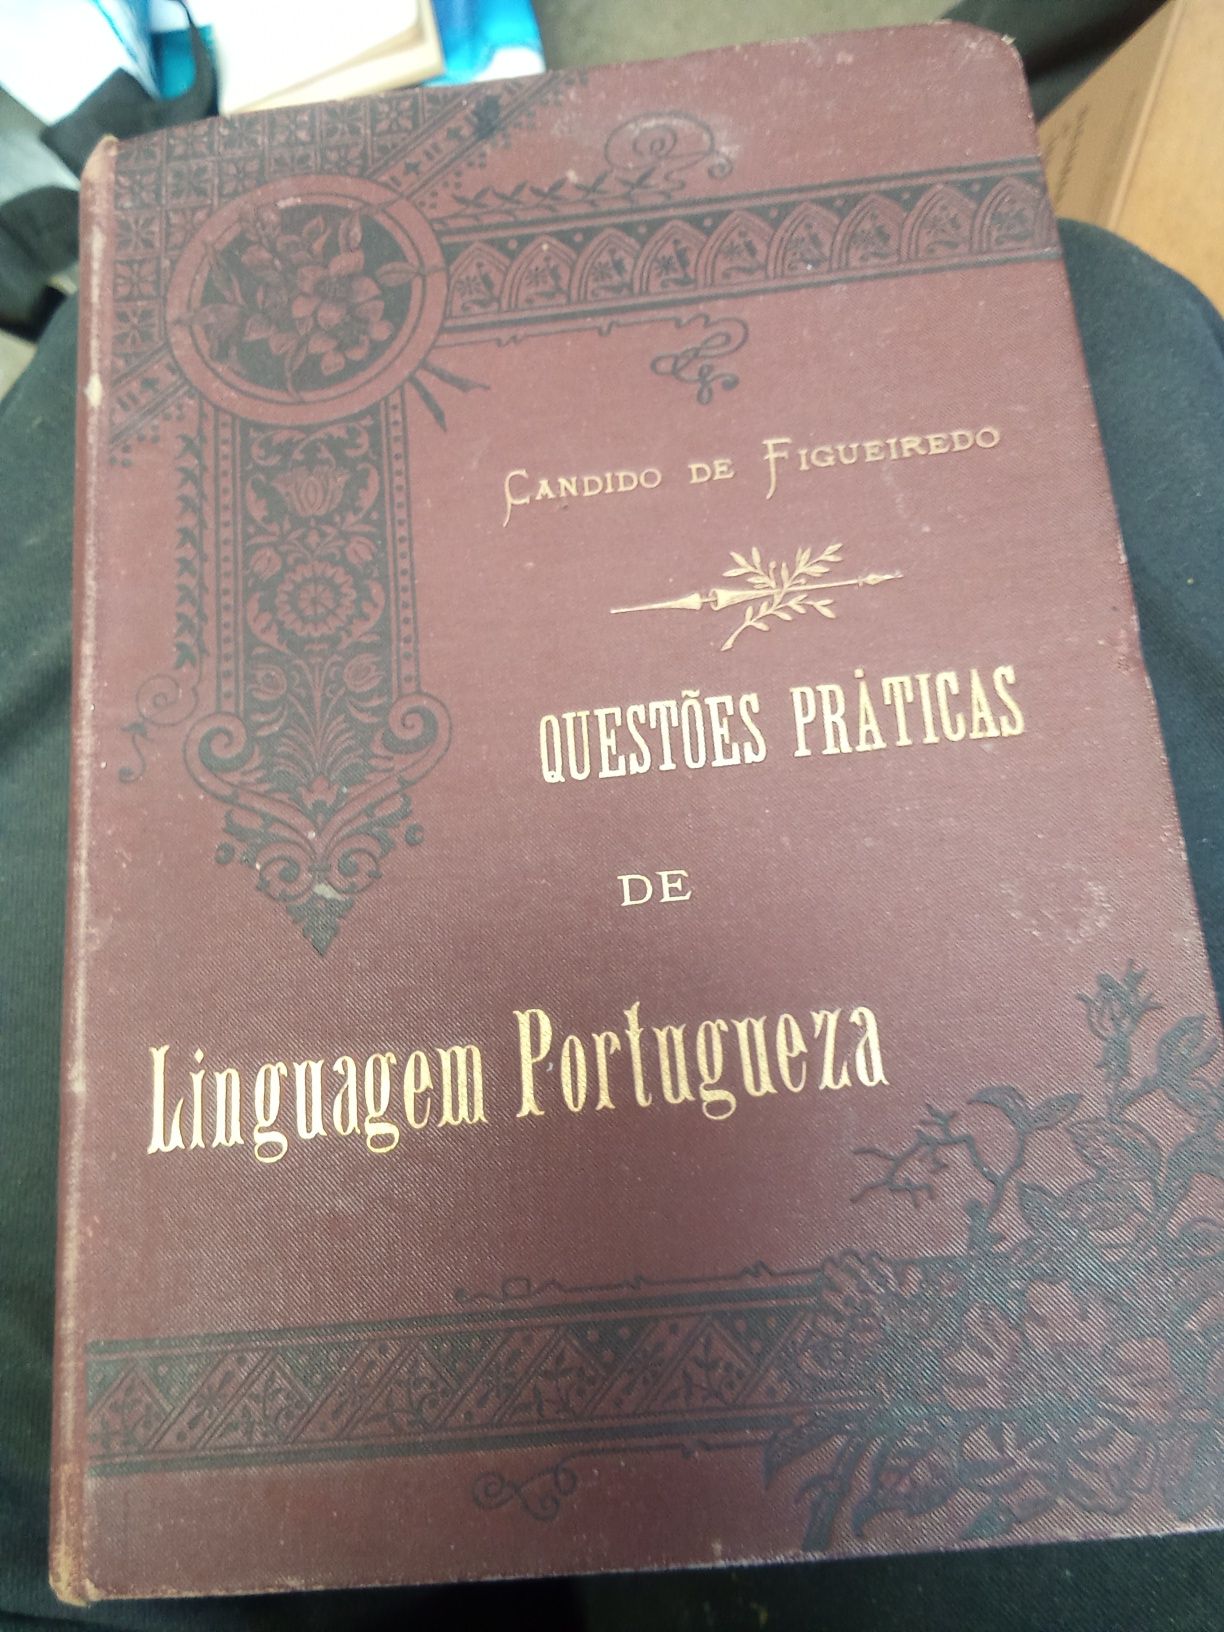 CANDIDO DE FIGUEIREDO
QUESTÕES PRÁTICAS
DE
Linguagem Portugueza